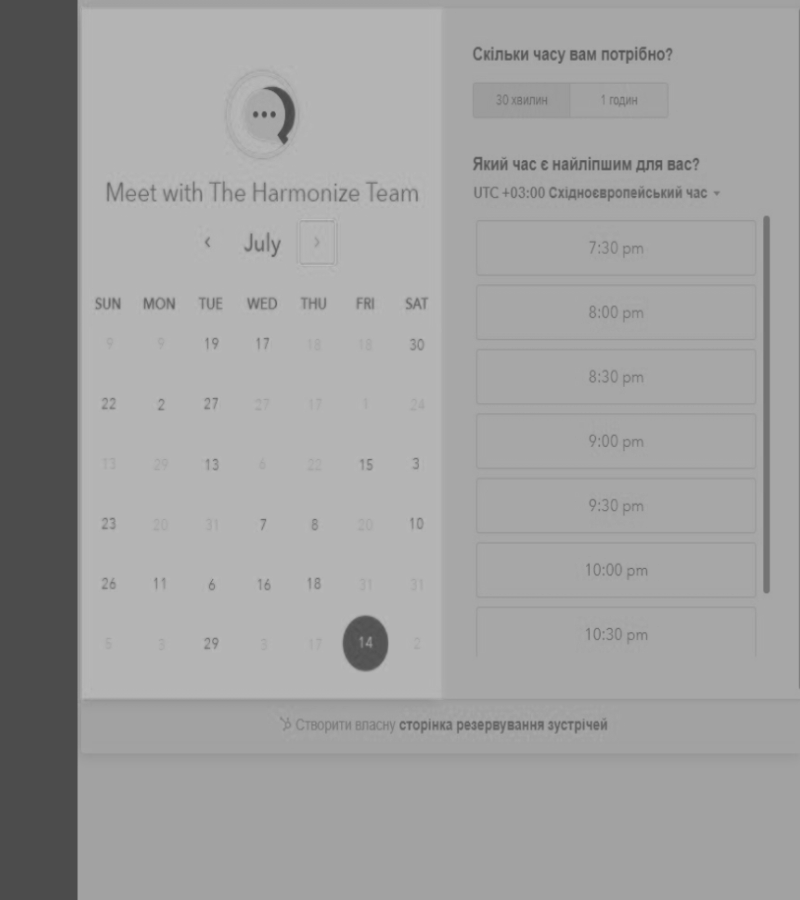 Meet with The Harmonize Team
July
SUN MON TUE WED THU FRI SAT
9 9 19 17 18 18 30
22 2 27 27 17 1 24
13 29 13 6 22 15 3
23 20 31 7 8 20 10
26 11 6 16 18 31 31
5 3 29 3 17 14 2
Скільки часу вам потрібно?
30 хвилин 1 годин
Який час є найліпшим для вас?
UTC +03:00 Східноєвропейський час
7:30 pm
8:00 pm
8:30 pm
9:00 pm
9:30 pm
10:00 pm
10:30 pm
Створити власну сторінка резервування зустрічей